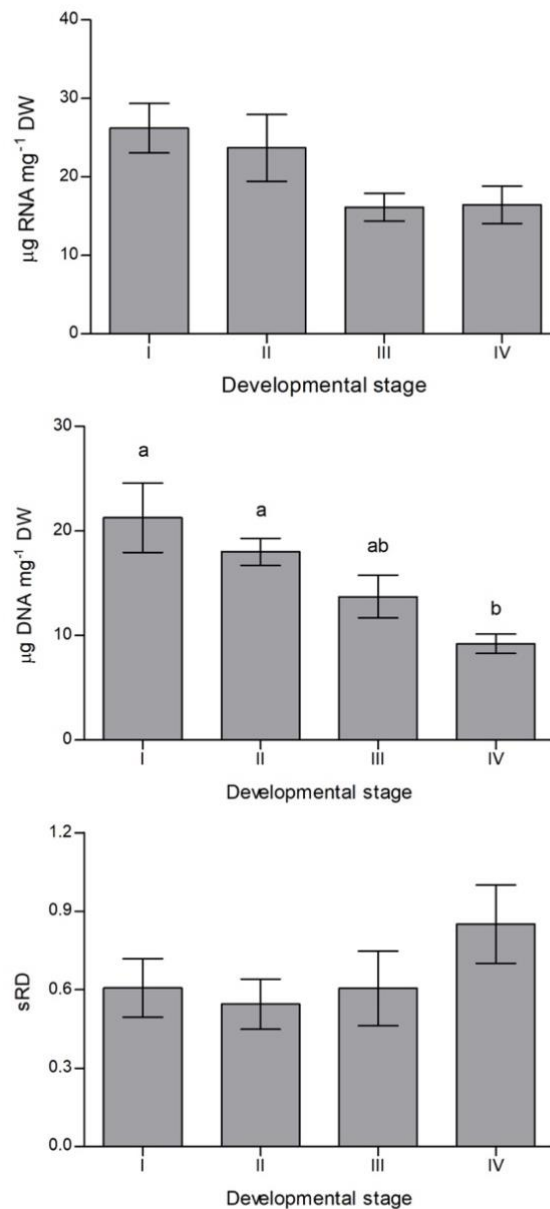 40
30
20
10
0
µg RNA mg⁻¹ DW
I II III IV
Developmental stage
30
20
10
0
µg DNA mg⁻¹ DW
a
a
ab
b
I II III IV
Developmental stage
1.2
0.9
0.6
0.3
0.0
sRD
I II III IV
Developmental stage